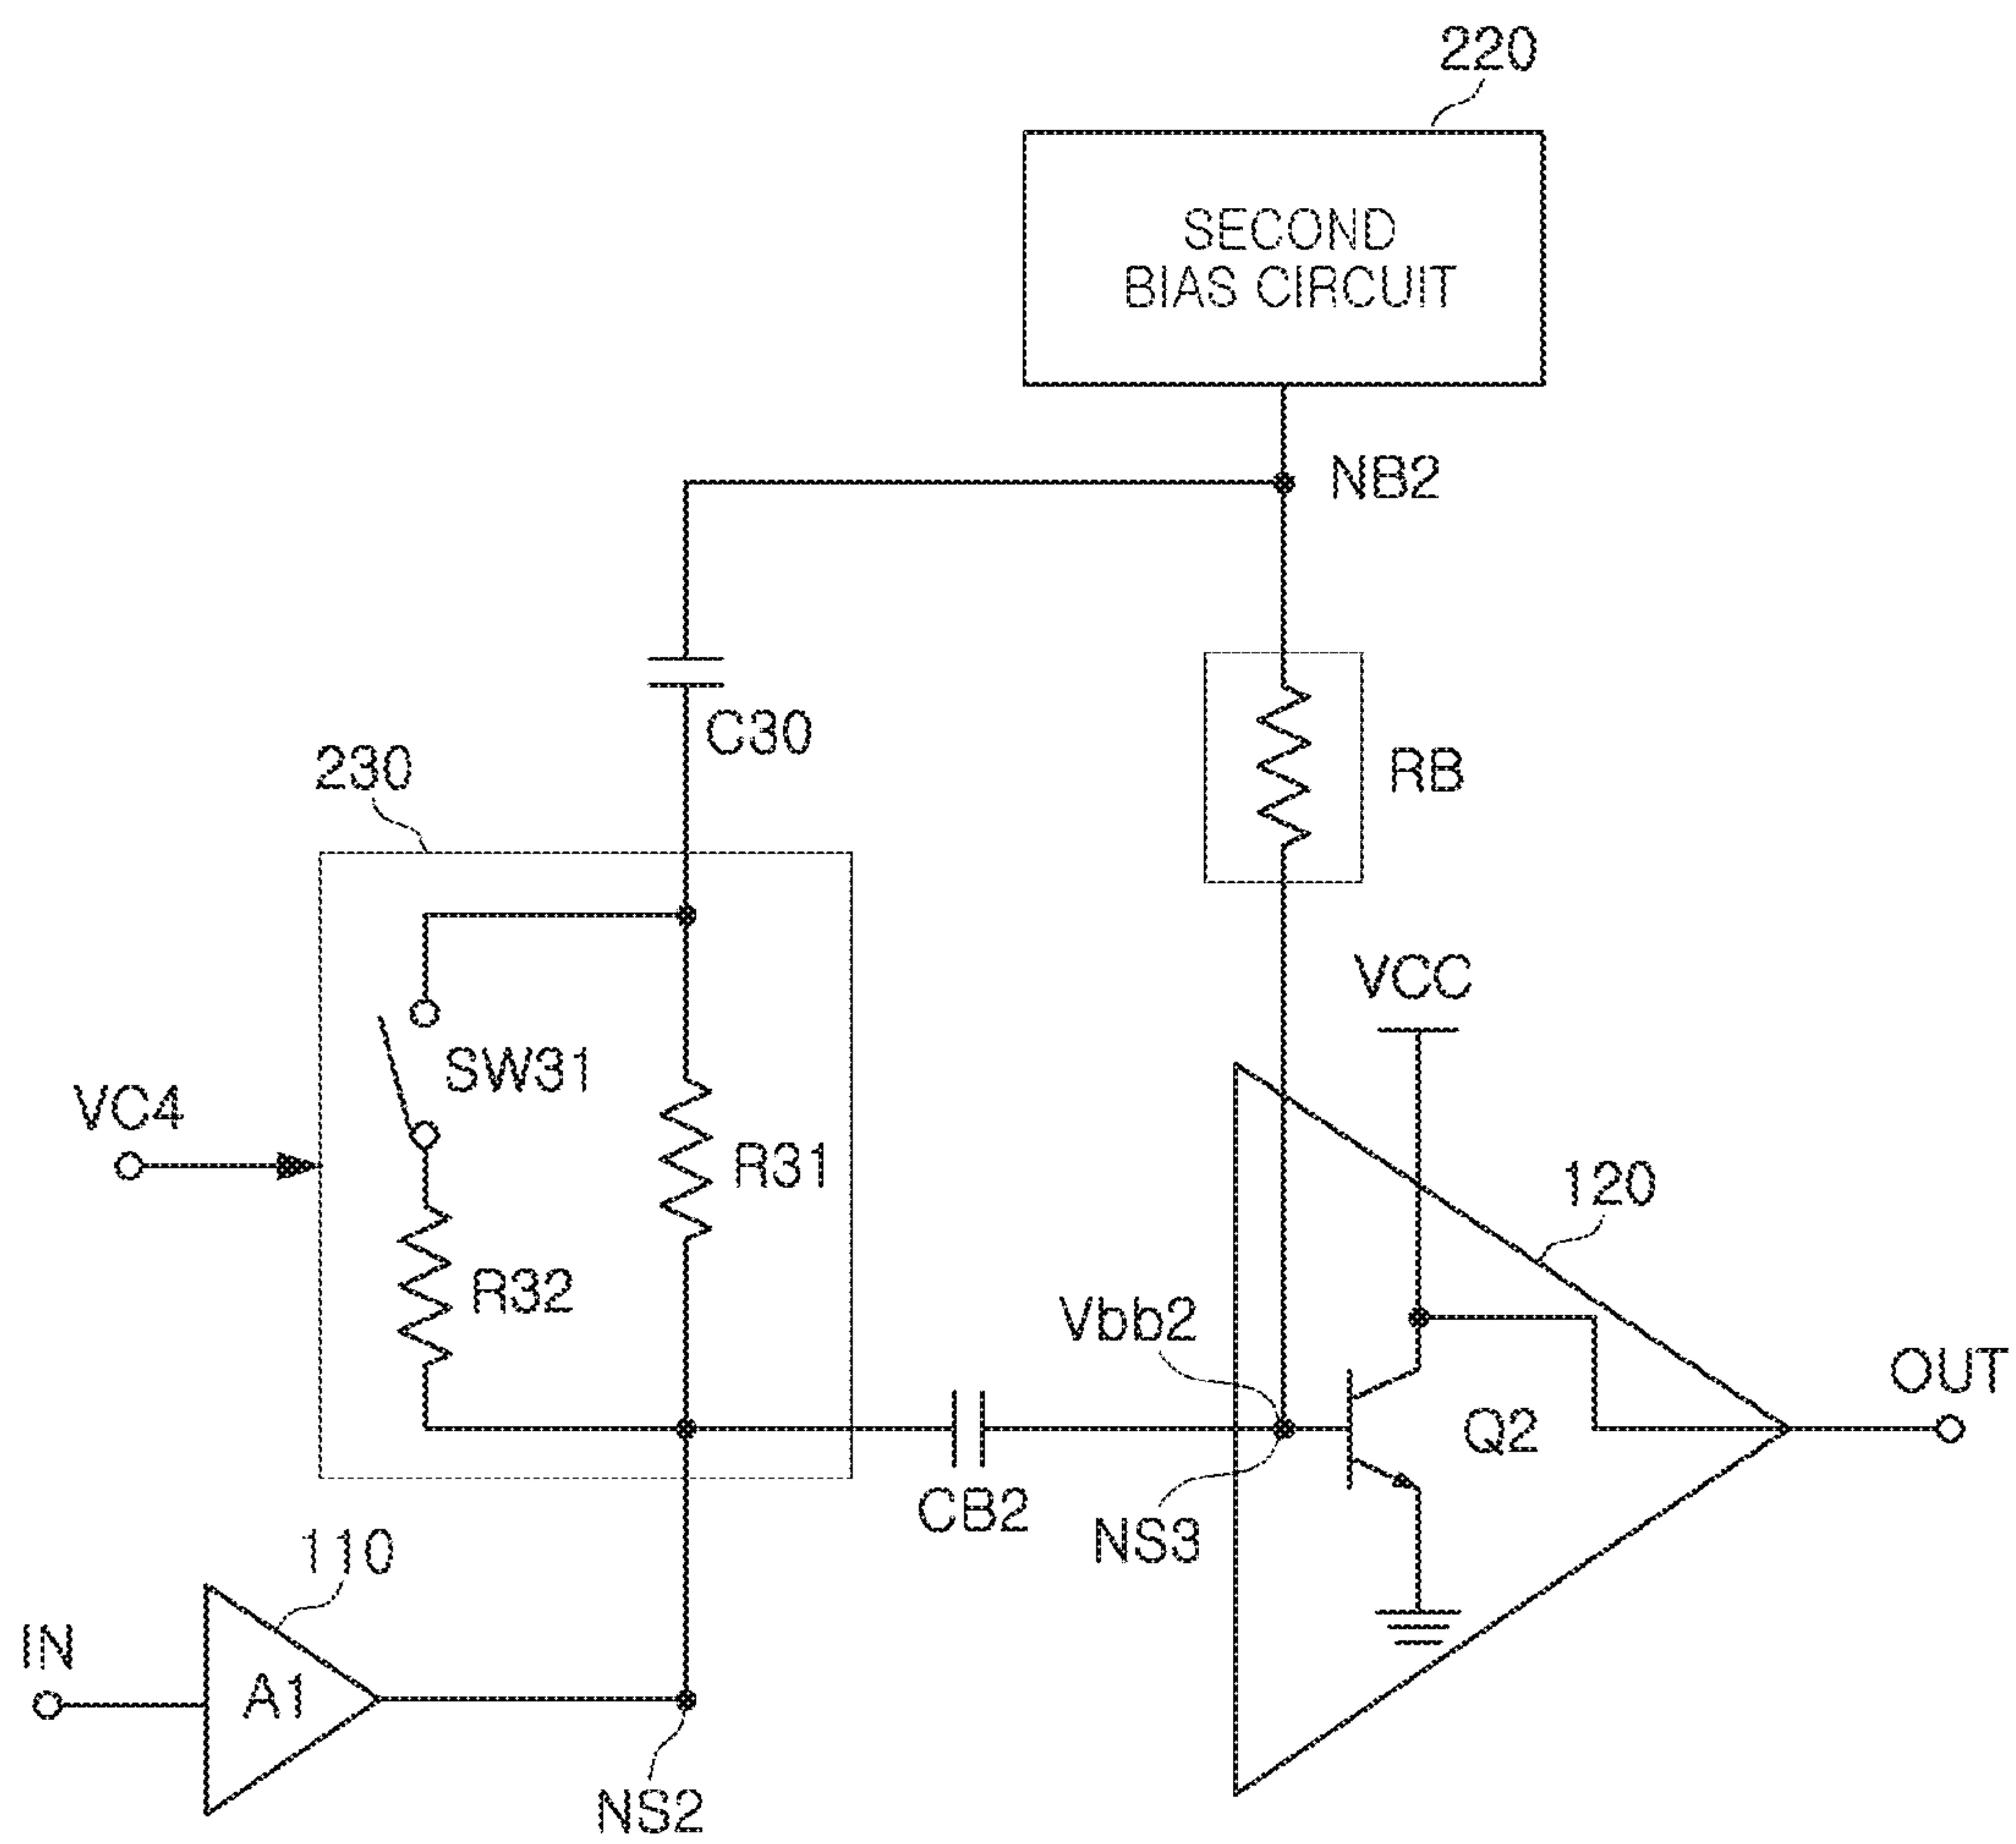 220
SECOND
BIAS CIRCUIT
NB2
C30
230
RB
VCC
SW31
VC4
R31
120
R32
Vbb2
OUT
Q2
CB2
NS3
110
IN
A1
NS2